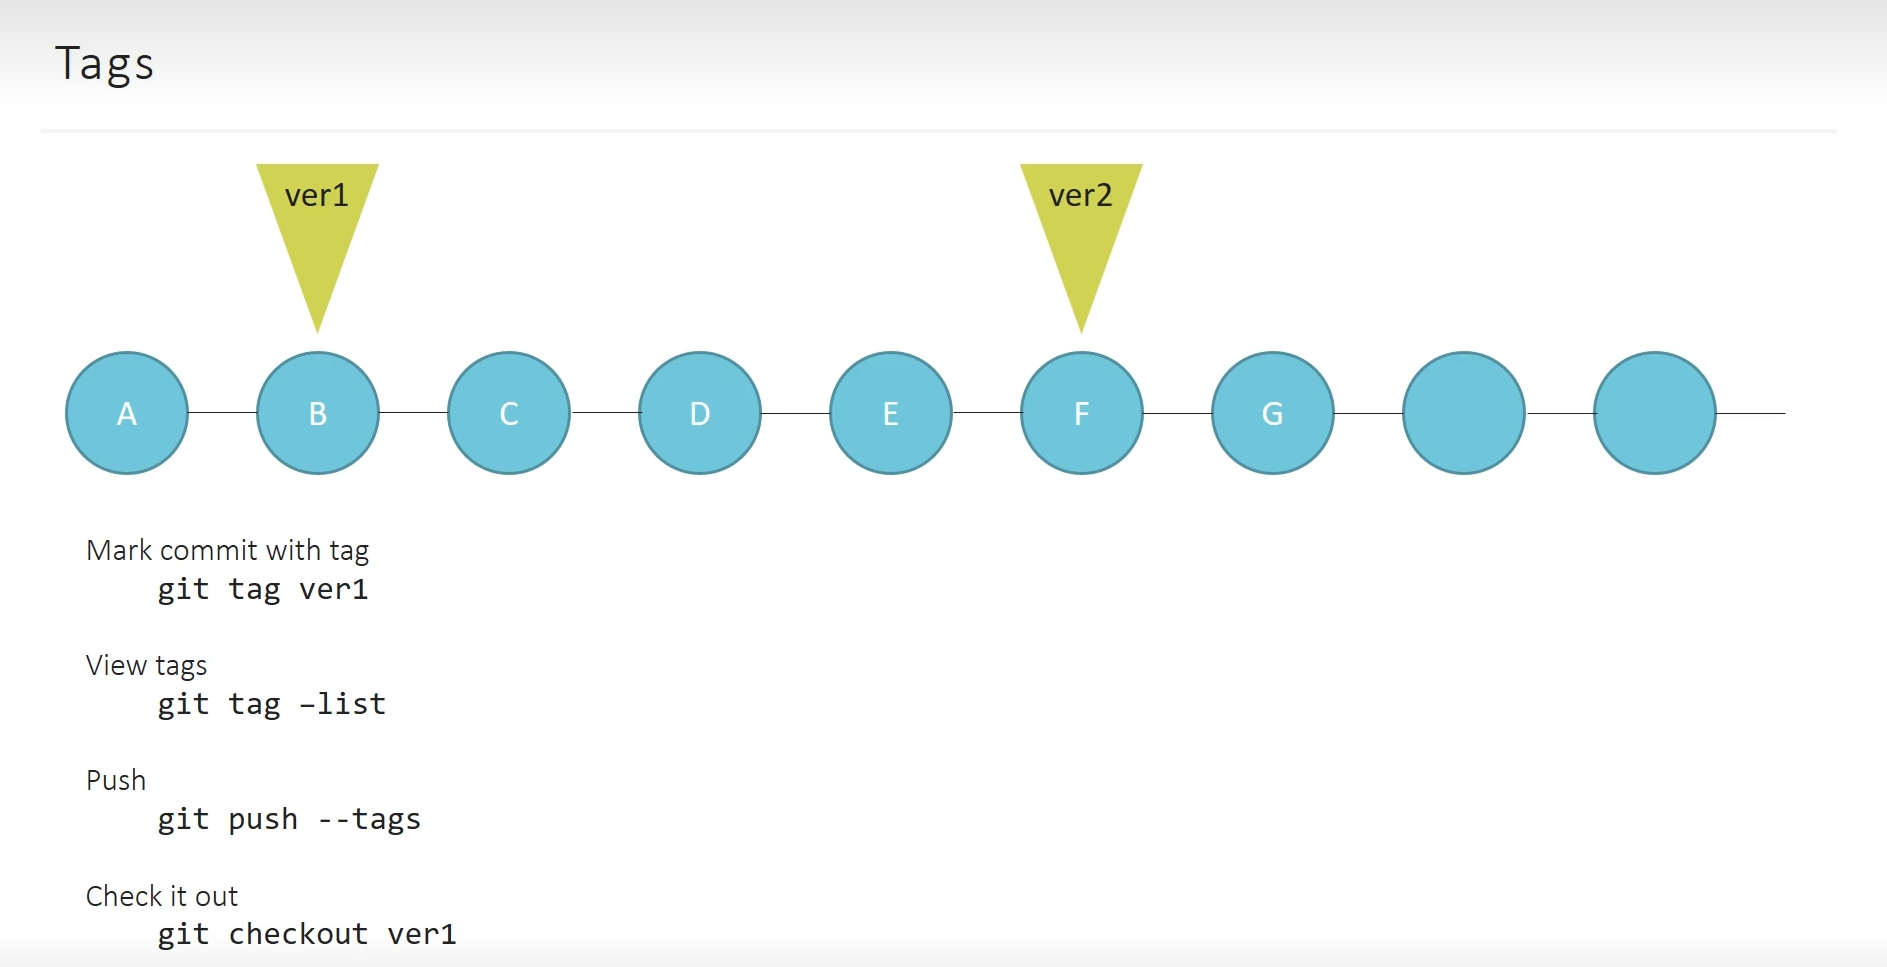 Tags
ver1
ver2
A
B
C
D
E
F
G
Mark commit with tag
git tag ver1
View tags
git tag –list
Push
git push --tags
Check it out
git checkout ver1